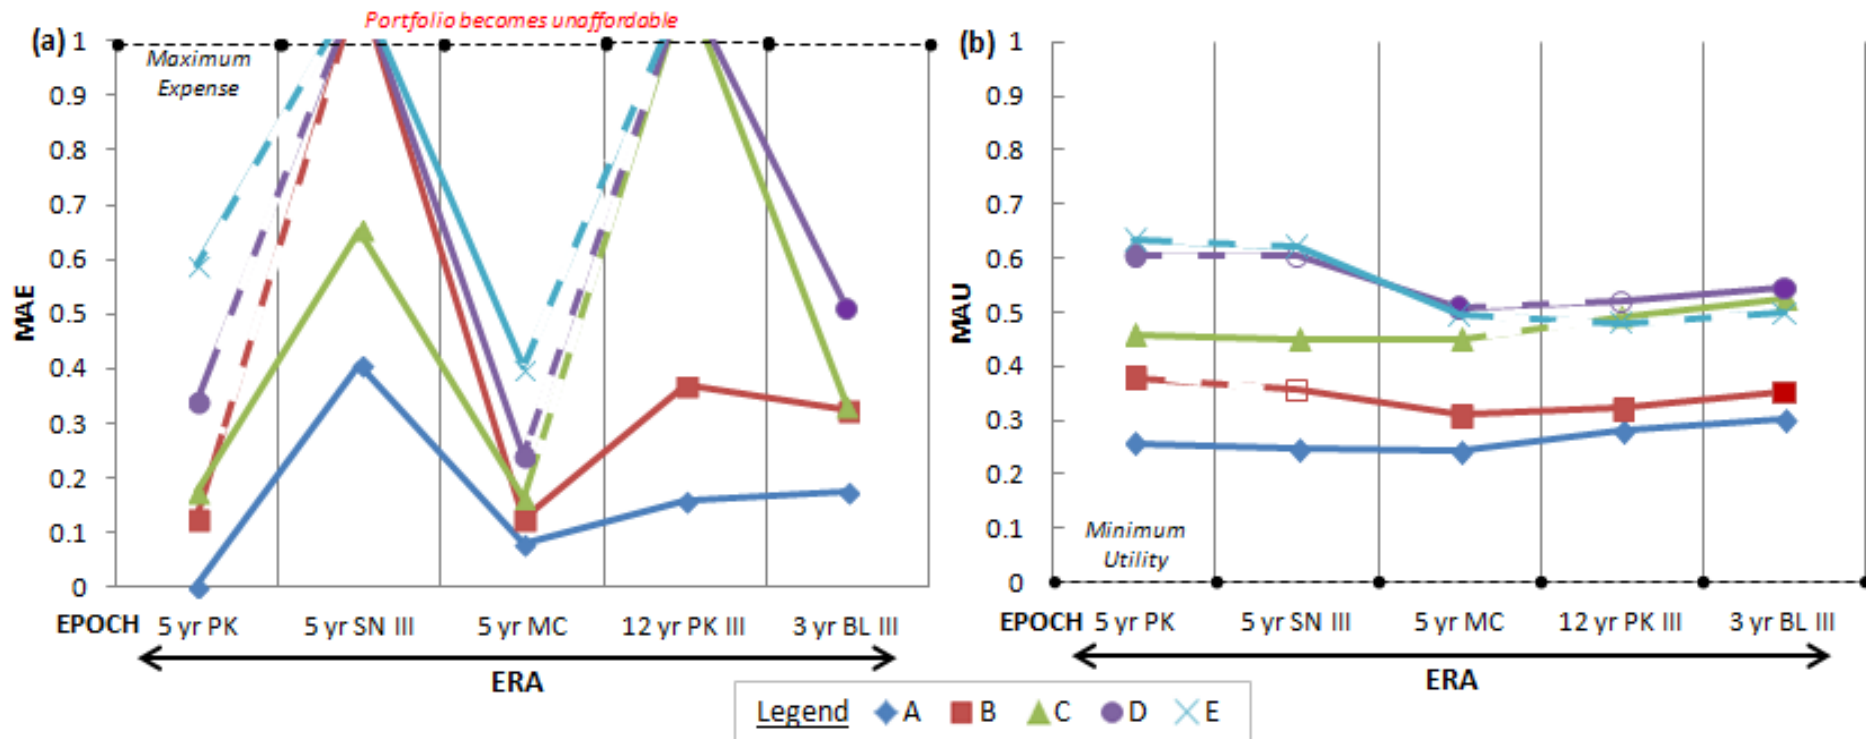 Portfolio becomes unaffordable
(a)
1
0.9
0.8
0.7
0.6
0.5
0.4
0.3
0.2
0.1
0
MAE
Maximum
Expense
EPOCH 5 yr PK 5 yr SN III 5 yr MC 12 yr PK III 3 yr BL III
ERA
(b)
1
0.9
0.8
0.7
0.6
0.5
0.4
0.3
0.2
0.1
0
MAU
Minimum
Utility
EPOCH 5 yr PK 5 yr SN III 5 yr MC 12 yr PK III 3 yr BL III
ERA
Legend A B C D E